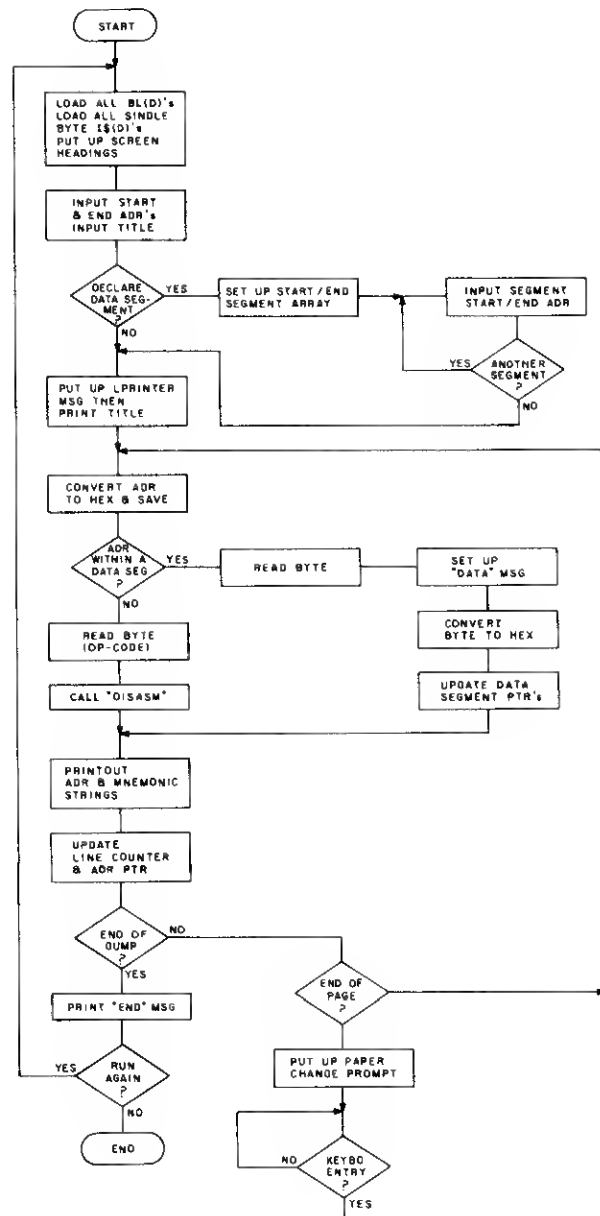 START
LOAD ALL BL(D)'s
LOAD ALL SINDLE
BYTE I$(D)'s
PUT UP SCREEN
HEADINGS
INPUT START
& END ADR's
INPUT TITLE
DECLARE
DATA SEG-
MENT
?
YES
NO
SET UP START/END
SEGMENT ARRAY
INPUT SEGMENT
START/END ADR
ANOTHER
SEGMENT
?
YES
NO
PUT UP LPRINTER
MSG THEN
PRINT TITLE
CONVERT ADR
TO HEX & SAVE
ADR
WITHIN A
DATA SEG
?
YES
NO
READ BYTE
SET UP
"DATA" MSG
READ BYTE
(OP-CODE)
CONVERT
BYTE TO HEX
CALL "DISASM"
UPDATE DATA
SEGMENT PTR's
PRINTOUT
ADR & MNEMONIC
STRINGS
UPDATE
LINE COUNTER
& ADR PTR
END OF
DUMP
?
NO
YES
END OF
PAGE
?
PRINT "END" MSG
PUT UP PAPER
CHANGE PROMPT
RUN
AGAIN
?
YES
NO
END
KEYBD
ENTRY
?
NO
YES